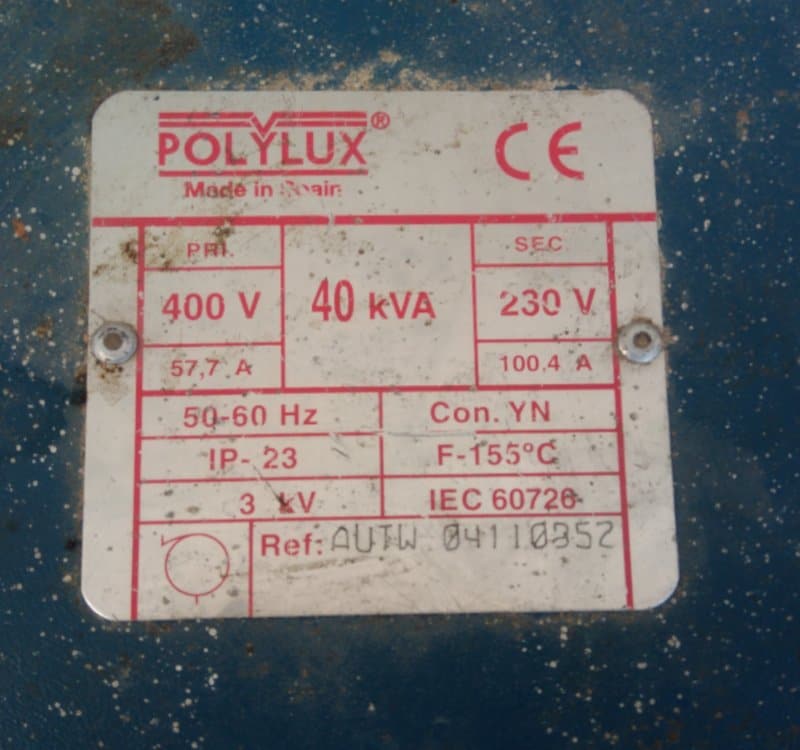 POLYLUX®
Made in Spain
CE
PRI.
400 V
57,7 A
40 kVA
SEC
230 V
100.4 A
50-60 Hz
Con. YN
IP- 23
F-155ºC
3 kV
IEC 60726
Ref: AUTW 04110352